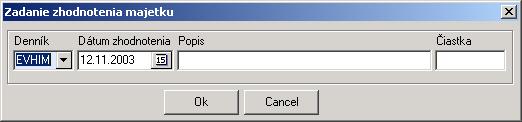 Zadanie zhodnotenia majetku
Denník Dátum zhodnotenia Popis Čiastka
EVHIM 12.11.2003 15
Ok Cancel